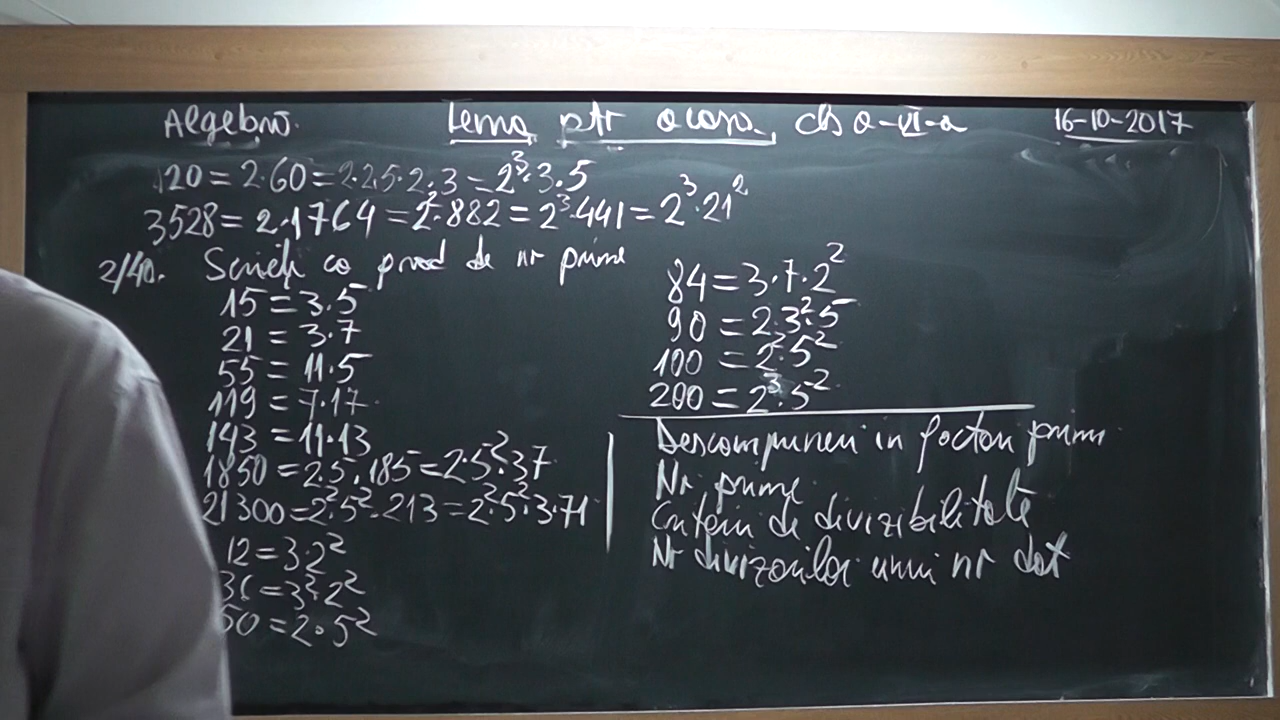 Algebră. Tema ptr acasă, cls a-VI-a 16-10-2017
120 = 2·60 = 2·2·5·2·3 = 2³·3·5
3528 = 2·1764 = 2²·882 = 2³·441 = 2³·21²
2/40. Scrieți ca prod de nr prime
15 = 3·5
21 = 3·7
55 = 11·5
119 = 7·17
143 = 11·13
1850 = 2·5·185 = 2·5²·37
21300 = 2²·5²·213 = 2²·5²·3·71
12 = 3·2²
36 = 3²·2²
50 = 2·5²
84 = 3·7·2²
90 = 2·3²·5
100 = 2²·5²
200 = 2³·5²
Descompuneri in factori primi
Nr prime
Criterii de divizibilitate
Nr divizorilor unui nr dat